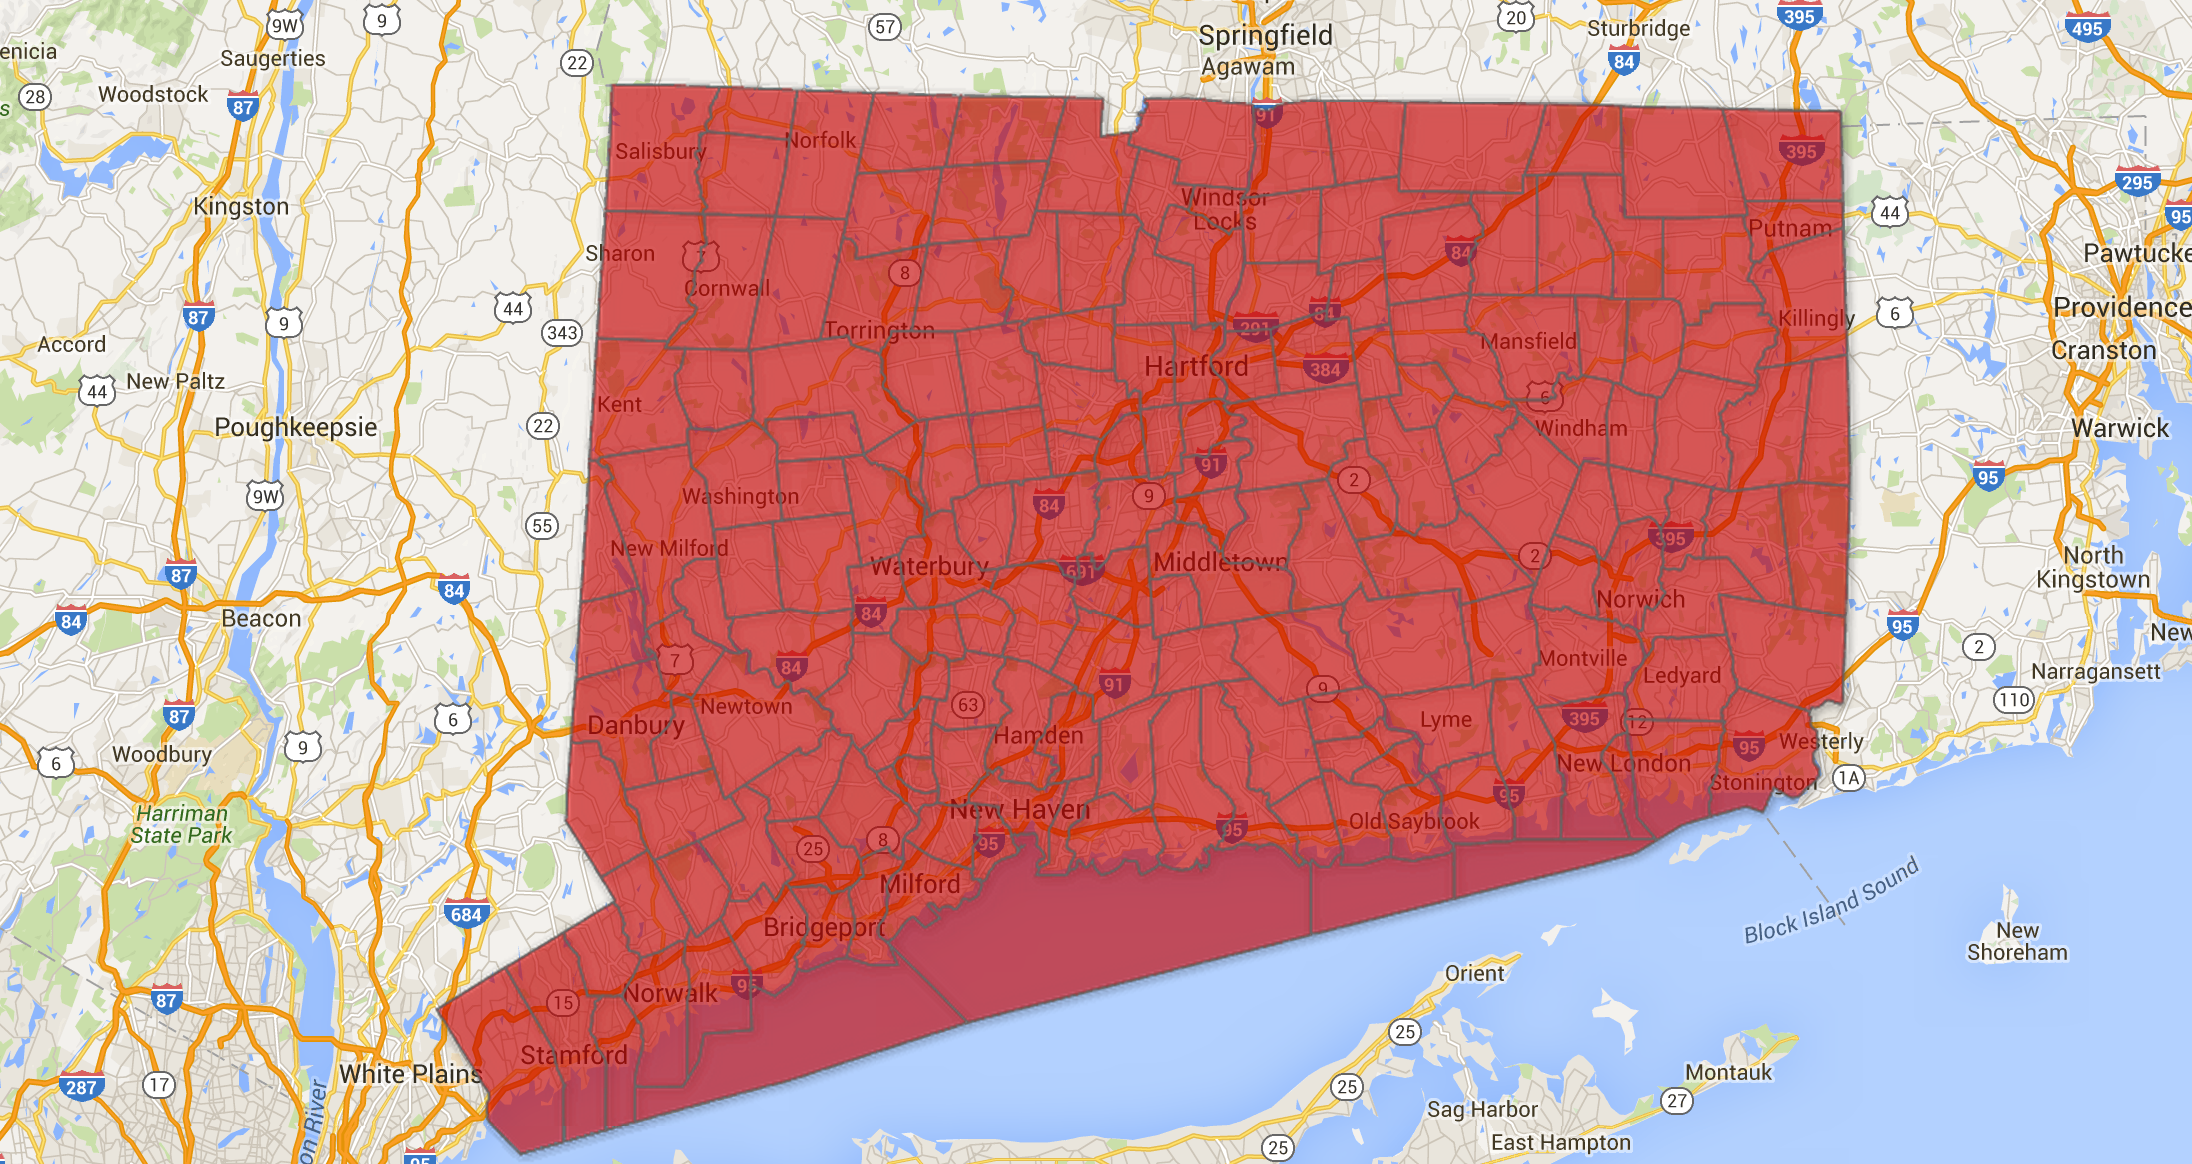 9W
9
57
Springfield
20
Sturbridge
395
495
enicia
Saugerties
22
Agawam
84
28
Woodstock
87
91
s
Salisbury
Norfolk
395
295
Kingston
Windsor
Locks
44
95
Sharon
7
Cornwall
8
84
Putnam
Pawtucke
87
9
44
343
Torrington
291
84
Killingly
6
Providence
Accord
Hartford
384
Mansfield
Cranston
44
New Paltz
Kent
6
Poughkeepsie
22
Windham
Warwick
9W
Washington
84
9
91
2
95
55
New Milford
Waterbury
691
Middletown
2
395
North
Kingstown
87
84
84
Beacon
84
Norwich
95
New
7
84
91
9
Montville
Ledyard
2
Narragansett
87
6
9
Newtown
63
Lyme
395
12
110
Woodbury
6
Danbury
Hamden
New London
95
Westerly
Stonington
1A
Harriman
State Park
New Haven
95
25
8
95
95
Old Saybrook
684
Milford
Bridgeport
Block Island Sound
New
Shoreham
87
15
Norwalk
95
Orient
Stamford
25
White Plains
287
17
25
Montauk
27
Sag Harbor
East Hampton
on River
95
25